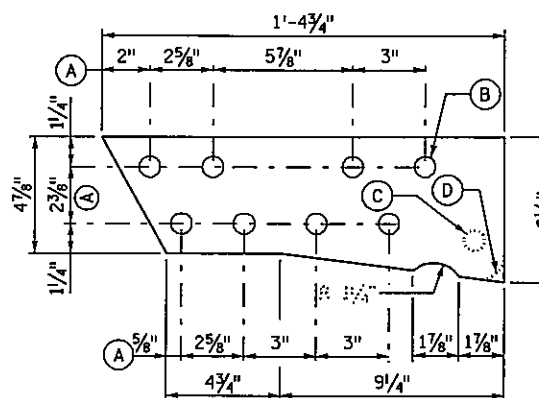 1'-4¾"
A 2" 2⅝" 5⅞" 3"
B
1¼"
4⅞" 2⅜" A
C D
1¼"
⅝" 1⅞" 1⅞"
A 2⅝" 3" 3"
4¾" 9¼"